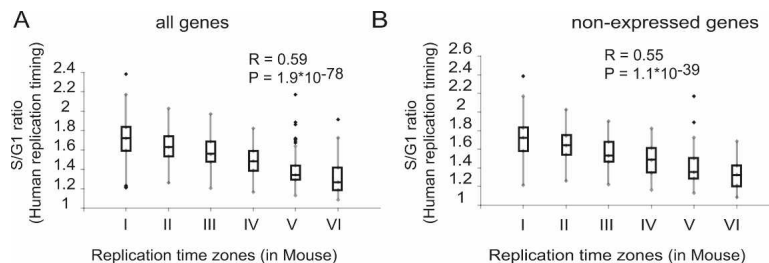 A
all genes
R = 0.59
P = 1.9*10-78
S/G1 ratio
(Human replication timing)
2.4
2.2
2
1.8
1.6
1.4
1.2
1
I II III IV V VI
Replication time zones (in Mouse)
B
non-expressed genes
R = 0.55
P = 1.1*10-39
S/G1 ratio
(Human replication timing)
2.6
2.4
2.2
2
1.8
1.6
1.4
1.2
1
I II III IV V VI
Replication time zones (in Mouse)